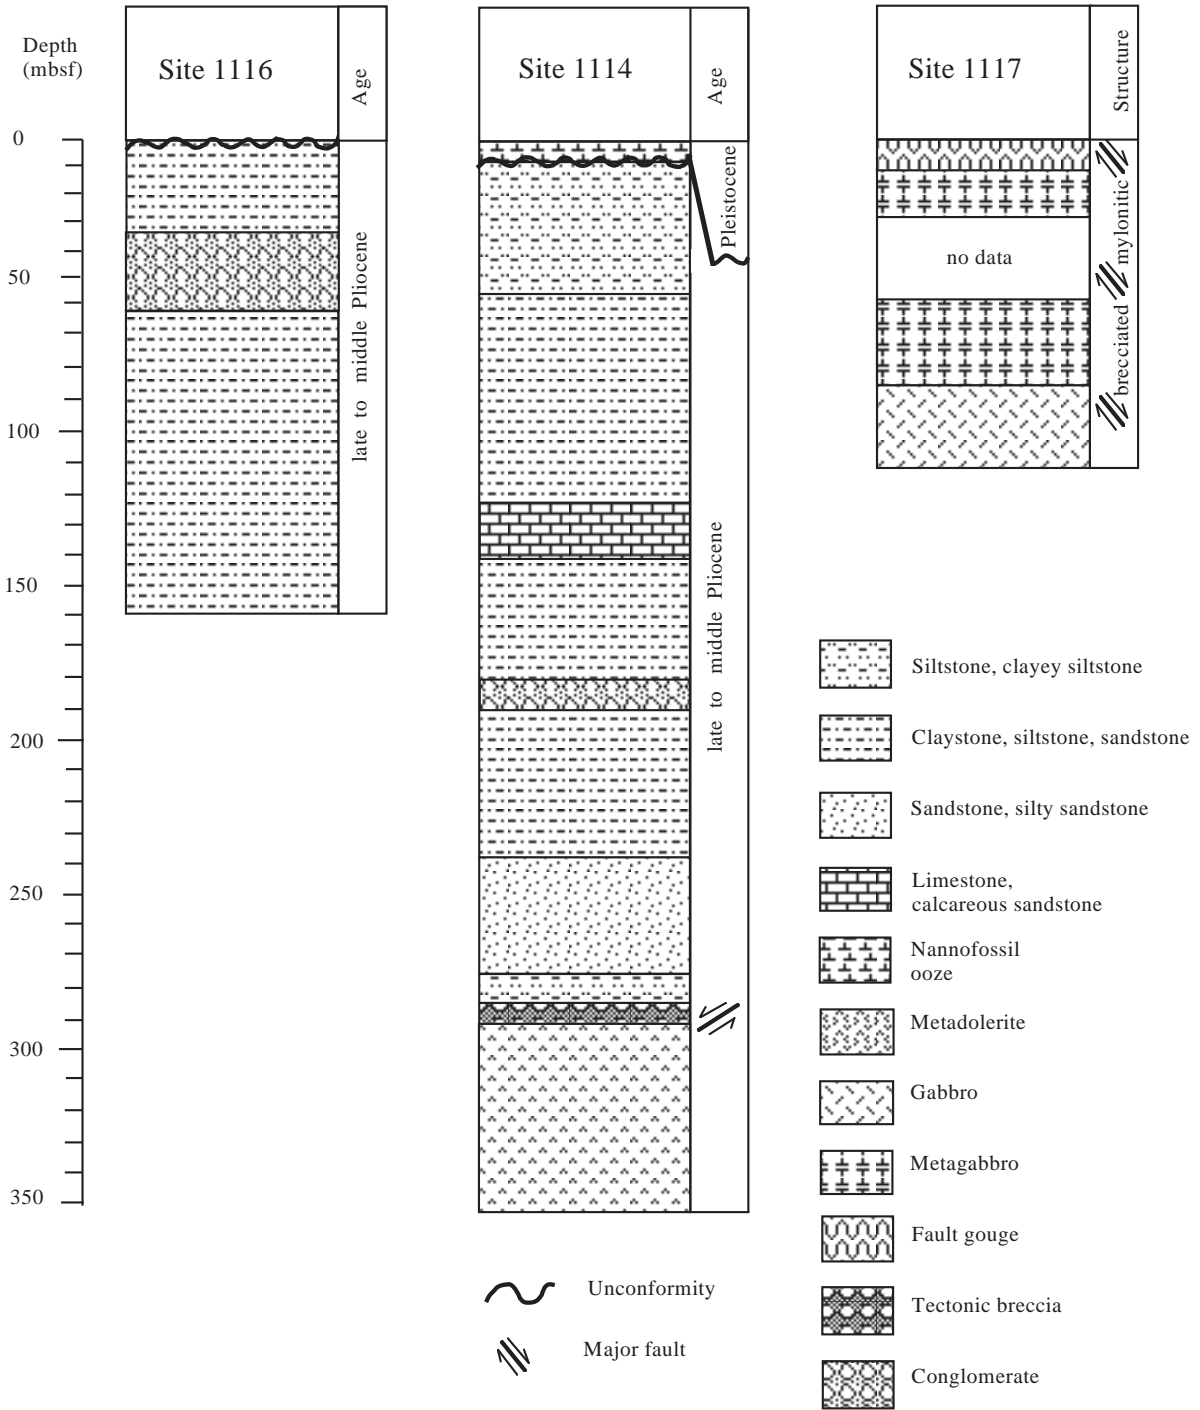 Depth
(mbsf)
Site 1116
Age
Site 1114
Age
Site 1117
Structure
0
50
100
150
200
250
300
350
late to middle Pliocene
Pleistocene
late to middle Pliocene
no data
mylonitic
brecciated
Siltstone, clayey siltstone
Claystone, siltstone, sandstone
Sandstone, silty sandstone
Limestone,
calcareous sandstone
Nannofossil
ooze
Metadolerite
Gabbro
Metagabbro
Fault gouge
Tectonic breccia
Conglomerate
Unconformity
Major fault